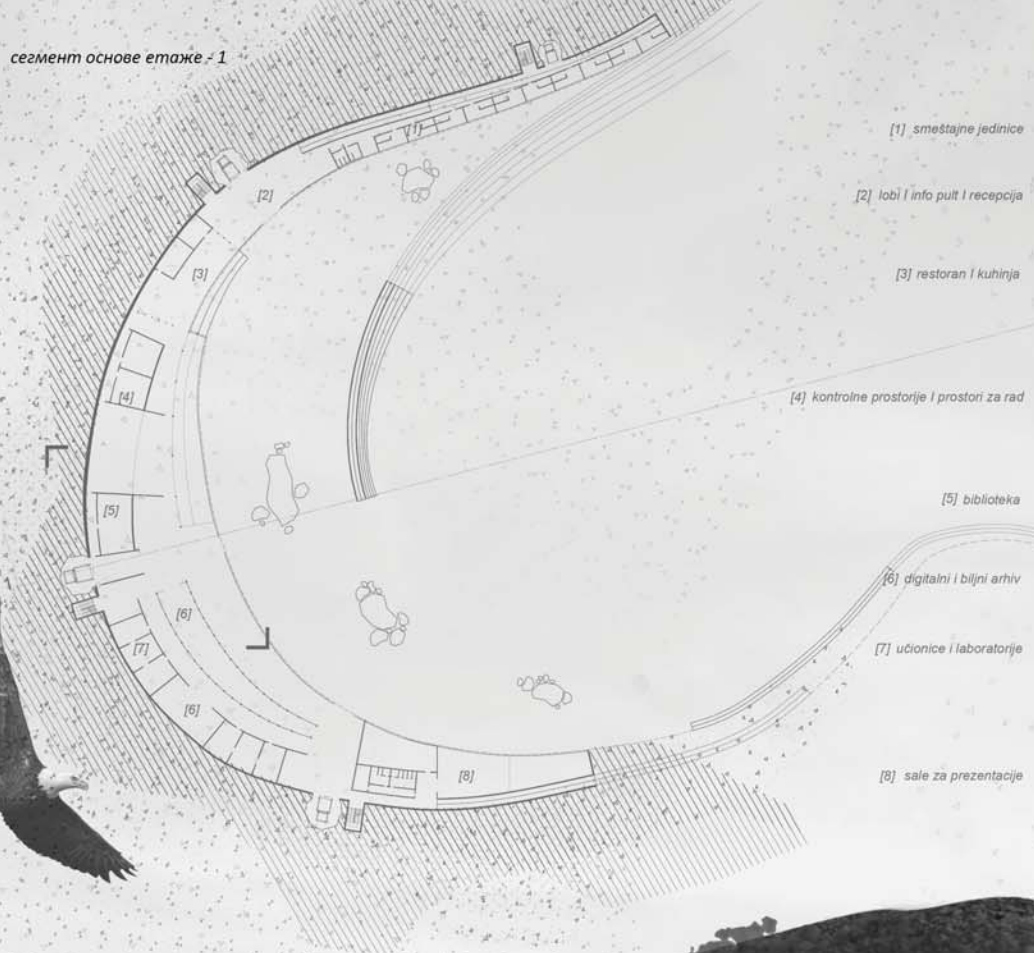 сегмент основе етаже - 1
[1] smeštajne jedinice
[2] lobi I info pult I recepcija
[3] restoran I kuhinja
[4] kontrolne prostorije I prostori za rad
[5] biblioteka
[6] digitalni i biljni arhiv
[7] učionice i laboratorije
[8] sale za prezentacije
[1]
[2]
[3]
[4]
[5]
[6]
[7]
[6]
[8]